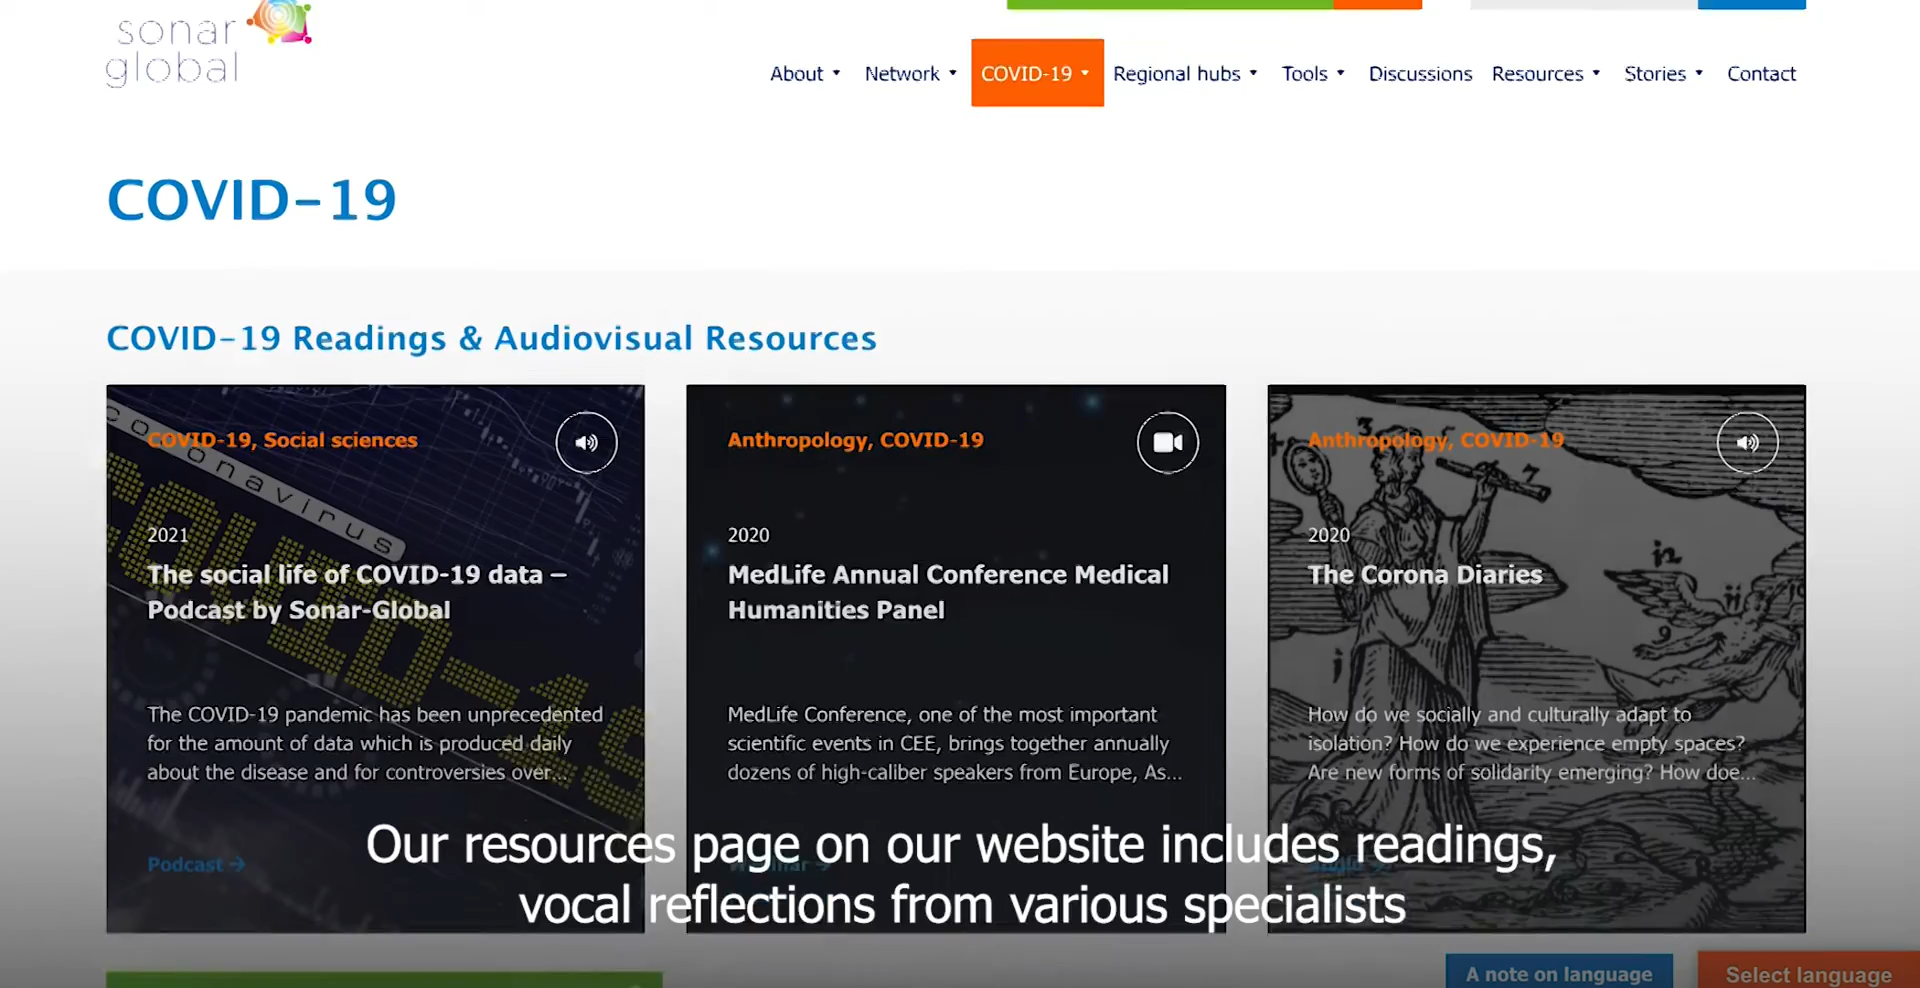 sonar
global
About
Network
COVID-19
Regional hubs
Tools
Discussions
Resources
Stories
Contact
COVID-19
COVID-19 Readings & Audiovisual Resources
coronavirus
COVID-19
COVID-19, Social sciences
2021
The social life of COVID-19 data –
Podcast by Sonar-Global
The COVID-19 pandemic has been unprecedented
for the amount of data which is produced daily
about the disease and for controversies over...
Podcast →
Anthropology, COVID-19
2020
MedLife Annual Conference Medical
Humanities Panel
MedLife Conference, one of the most important
scientific events in CEE, brings together annually
dozens of high-caliber speakers from Europe, As...
Anthropology, COVID-19
2020
The Corona Diaries
How do we socially and culturally adapt to
isolation? How do we experience empty spaces?
Are new forms of solidarity emerging? How doe...
Our resources page on our website includes readings,
vocal reflections from various specialists
A note on language
Select language